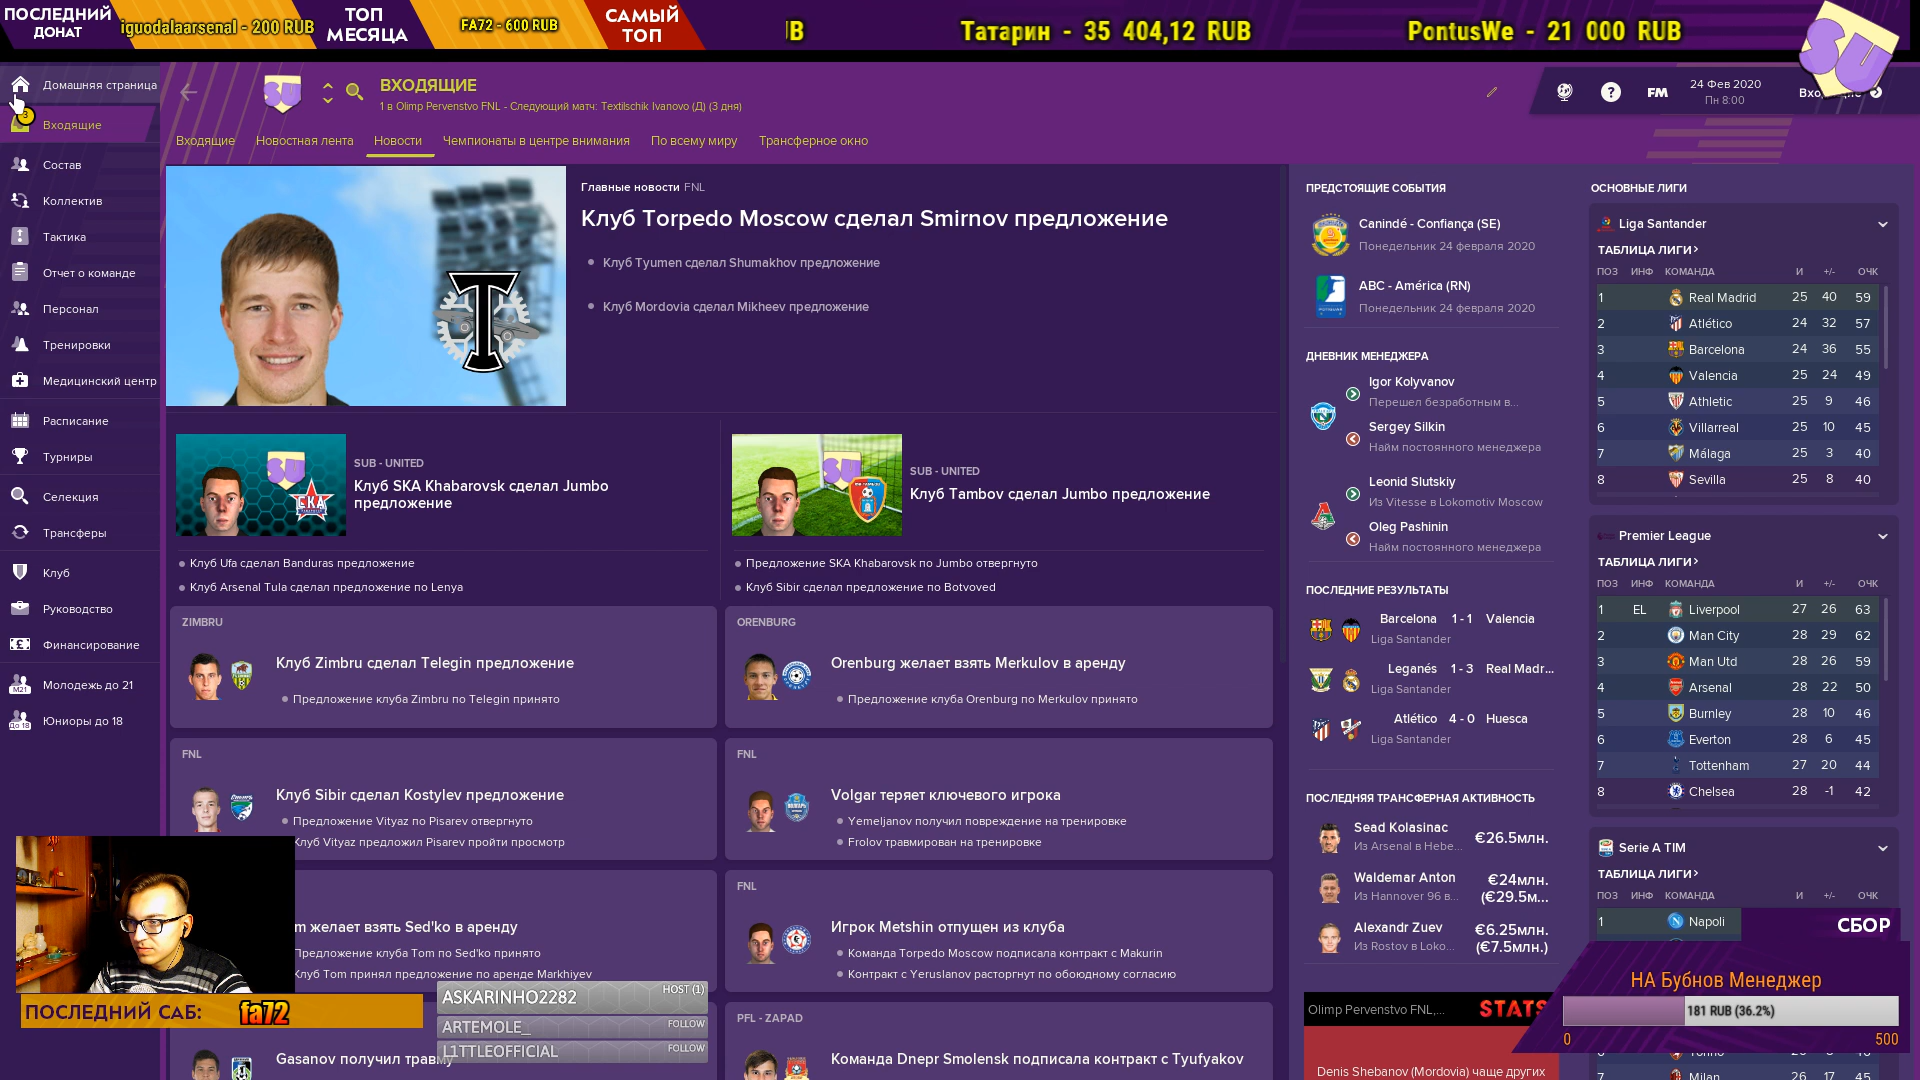 ПОСЛЕДНИЙ ДОНАТ
iguodalaarsenal - 200 RUB
ТОП МЕСЯЦА
FA72 - 600 RUB
САМЫЙ ТОП
Татарин - 35 404,12 RUB
PontusWe - 21 000 RUB
SU
Домашняя страница
3
Входящие
Состав
Коллектив
Тактика
Отчет о команде
Персонал
Тренировки
Медицинский центр
Расписание
Турниры
Селекция
Трансферы
Клуб
Руководство
Финансирование
Молодежь до 21
Юниоры до 18
ВХОДЯЩИЕ
1 в Olimp Pervenstvo FNL - Следующий матч: Textilschik Ivanovo (Д) (3 дня)
FM
24 Фев 2020
Пн 8:00
Входящие
Новостная лента
Новости
Чемпионаты в центре внимания
По всему миру
Трансферное окно
Главные новости FNL
Клуб Torpedo Moscow сделал Smirnov предложение
Клуб Tyumen сделал Shumakhov предложение
Клуб Mordovia сделал Mikheev предложение
SUB - UNITED
Клуб SKA Khabarovsk сделал Jumbo предложение
Клуб Ufa сделал Banduras предложение
Клуб Arsenal Tula сделал предложение по Lenya
SUB - UNITED
Клуб Tambov сделал Jumbo предложение
Предложение SKA Khabarovsk по Jumbo отвергнуто
Клуб Sibir сделал предложение по Botvoved
ZIMBRU
Клуб Zimbru сделал Telegin предложение
Предложение клуба Zimbru по Telegin принято
ORENBURG
Orenburg желает взять Merkulov в аренду
Предложение клуба Orenburg по Merkulov принято
FNL
Клуб Sibir сделал Kostylev предложение
Предложение Vityaz по Pisarev отвергнуто
Клуб Vityaz предложил Pisarev пройти просмотр
FNL
Volgar теряет ключевого игрока
Yemeljanov получил повреждение на тренировке
Frolov травмирован на тренировке
m желает взять Sed'ko в аренду
Предложение клуба Tom по Sed'ko принято
Клуб Tom принял предложение по аренде Markhiyev
FNL
Игрок Metshin отпущен из клуба
Команда Torpedo Moscow подписала контракт с Makurin
Контракт с Yeruslanov расторгнут по обоюдному согласию
Gasanov получил травму
PFL - ZAPAD
Команда Dnepr Smolensk подписала контракт с Tyufyakov
ПРЕДСТОЯЩИЕ СОБЫТИЯ
Canindé - Confiança (SE)
Понедельник 24 февраля 2020
ABC - América (RN)
Понедельник 24 февраля 2020
ДНЕВНИК МЕНЕДЖЕРА
Igor Kolyvanov
Перешел безработным в...
Sergey Silkin
Найм постоянного менеджера
Leonid Slutskiy
Из Vitesse в Lokomotiv Moscow
Oleg Pashinin
Найм постоянного менеджера
ПОСЛЕДНИЕ РЕЗУЛЬТАТЫ
Barcelona 1 - 1 Valencia
Liga Santander
Leganés 1 - 3 Real Madr...
Liga Santander
Atlético 4 - 0 Huesca
Liga Santander
ПОСЛЕДНЯЯ ТРАНСФЕРНАЯ АКТИВНОСТЬ
Sead Kolasinac €26.5млн.
Из Arsenal в Hebe...
Waldemar Anton €24млн.
Из Hannover 96 в... (€29.5м...
Alexandr Zuev €6.25млн.
Из Rostov в Loko... (€7.5млн.)
Olimp Pervenstvo FNL,...
STATS
Denis Shebanov (Mordovia) чаще других
ОСНОВНЫЕ ЛИГИ
Liga Santander
ТАБЛИЦА ЛИГИ
ПОЗ ИНФ КОМАНДА И +/- ОЧК
1 Real Madrid 25 40 59
2 Atlético 24 32 57
3 Barcelona 24 36 55
4 Valencia 25 24 49
5 Athletic 25 9 46
6 Villarreal 25 10 45
7 Málaga 25 3 40
8 Sevilla 25 8 40
Premier League
ТАБЛИЦА ЛИГИ
ПОЗ ИНФ КОМАНДА И +/- ОЧК
1 EL Liverpool 27 26 63
2 Man City 28 29 62
3 Man Utd 28 26 59
4 Arsenal 28 22 50
5 Burnley 28 10 46
6 Everton 28 6 45
7 Tottenham 27 20 44
8 Chelsea 28 -1 42
Serie A TIM
ТАБЛИЦА ЛИГИ
ПОЗ ИНФ КОМАНДА И +/- ОЧК
1 Napoli
7 Milan 26 17 45
СБОР
НА Бубнов Менеджер
181 RUB (36.2%)
0 500
ПОСЛЕДНИЙ САБ: fa72
ASKARINHO2282 HOST (1)
ARTEMOLE_ FOLLOW
L1TTLEOFFICIAL FOLLOW